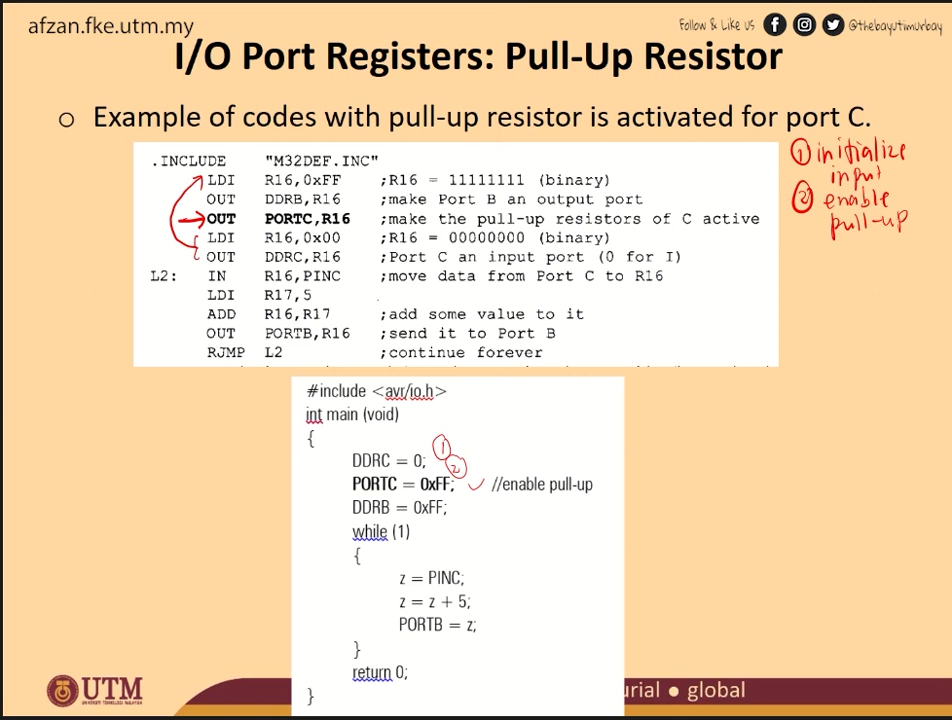 afzan.fke.utm.my
Follow & Like us @thebayutimurbay
I/O Port Registers: Pull-Up Resistor
Example of codes with pull-up resistor is activated for port C.
① initialize
input
② enable
pull-up
.INCLUDE "M32DEF.INC"
LDI R16,0xFF ;R16 = 11111111 (binary)
OUT DDRB,R16 ;make Port B an output port
OUT PORTC,R16 ;make the pull-up resistors of C active
LDI R16,0x00 ;R16 = 00000000 (binary)
OUT DDRC,R16 ;Port C an input port (0 for I)
L2: IN R16,PINC ;move data from Port C to R16
LDI R17,5
ADD R16,R17 ;add some value to it
OUT PORTB,R16 ;send it to Port B
RJMP L2 ;continue forever
#include <avr/io.h>
int main (void)
{
DDRC = 0; ①
PORTC = 0xFF; ② //enable pull-up
DDRB = 0xFF;
while (1)
{
z = PINC;
z = z + 5;
PORTB = z;
}
return 0;
}
UTM
UNIVERSITI TEKNOLOGI MALAYSIA
urial ● global